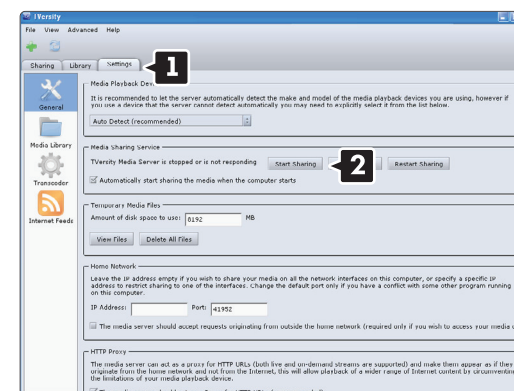 TVersity
File View Advanced Help
Sharing Library Settings
1
Media Playback
General
It is recommended to let the server automatically detect the make and model of the media playback devices you are using, however if
you use a device that the server cannot detect automatically you may need to explicitly select it from the list below.
Auto Detect (recommended)
Media Library
Media Sharing Service
TVersity Media Server is stopped or is not responding Start Sharing 2 Restart Sharing
Automatically start sharing the media when the computer starts
Transcoder
Temporary Media Files
Amount of disk space to use: 8192 MB
Internet Feeds
View Files Delete All Files
Home Network
Leave the IP address empty if you wish to share your media on all the network interfaces on this computer, or specify a specific IP
address to restrict sharing to one of the interfaces. Change the default port only if you have a conflict with some other program running
on this computer.
IP Address: Port: 41952
The media server should accept requests originating from outside the home network (required only if you wish to access your media
HTTP Proxy
The media server can act as a proxy for HTTP URLs (both live and on-demand streams are supported) and make them appear as if they
originate from the home network and not from the Internet, this will allow playback of a wider range of Internet content by circumventing
the limitations of your media playback device.